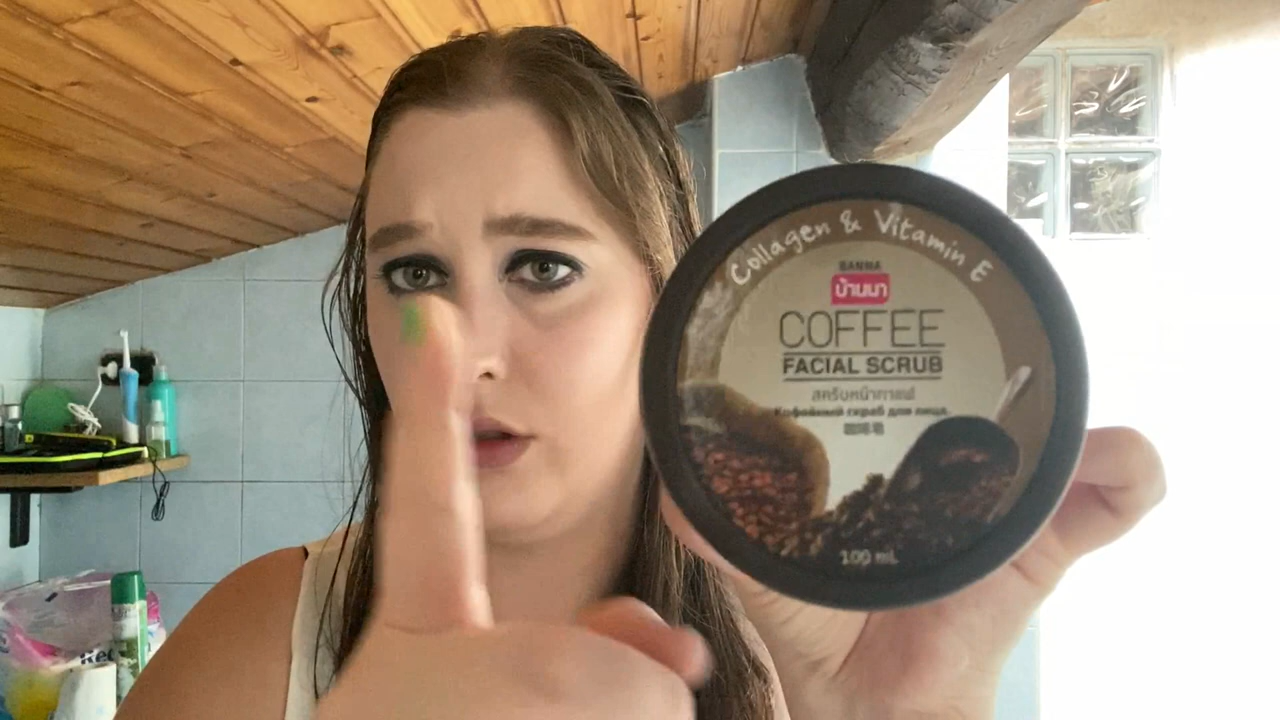 Collagen & Vitamin E
BANNA
บ้านนา
COFFEE
FACIAL SCRUB
สครับหน้ากาแฟ
Кофейный скраб для лица
100 ml.